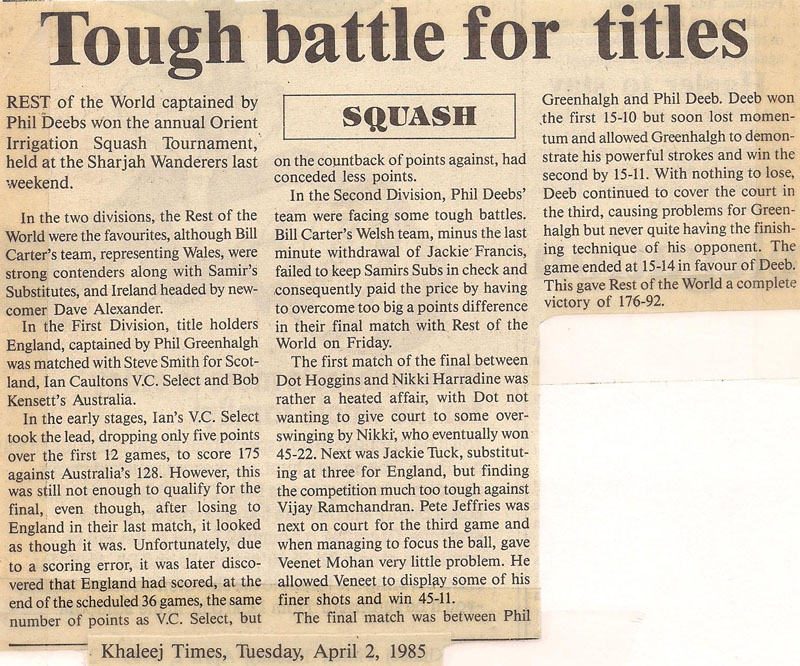 Tough battle for titles
REST of the World captained by
Phil Deebs won the annual Orient
Irrigation Squash Tournament,
held at the Sharjah Wanderers last
weekend.
In the two divisions, the Rest of the
World were the favourites, although Bill
Carter's team, representing Wales, were
strong contenders along with Samir's
Substitutes, and Ireland headed by new-
comer Dave Alexander.
In the First Division, title holders
England, captained by Phil Greenhalgh
was matched with Steve Smith for Scot-
land, Ian Caultons V.C. Select and Bob
Kensett's Australia.
In the early stages, Ian's V.C. Select
took the lead, dropping only five points
over the first 12 games, to score 175
against Australia's 128. However, this
was still not enough to qualify for the
final, even though, after losing to
England in their last match, it looked
as though it was. Unfortunately, due
to a scoring error, it was later disco-
vered that England had scored, at the
end of the scheduled 36 games, the same
number of points as V.C. Select, but
SQUASH
on the countback of points against, had
conceded less points.
In the Second Division, Phil Deebs'
team were facing some tough battles.
Bill Carter's Welsh team, minus the last
minute withdrawal of Jackie Francis,
failed to keep Samirs Subs in check and
consequently paid the price by having
to overcome too big a points difference
in their final match with Rest of the
World on Friday.
The first match of the final between
Dot Hoggins and Nikki Harradine was
rather a heated affair, with Dot not
wanting to give court to some over-
swinging by Nikki, who eventually won
45-22. Next was Jackie Tuck, substitut-
ing at three for England, but finding
the competition much too tough against
Vijay Ramchandran. Pete Jeffries was
next on court for the third game and
when managing to focus the ball, gave
Veenet Mohan very little problem. He
allowed Veneet to display some of his
finer shots and win 45-11.
The final match was between Phil
Greenhalgh and Phil Deeb. Deeb won
the first 15-10 but soon lost momen-
tum and allowed Greenhalgh to demon-
strate his powerful strokes and win the
second by 15-11. With nothing to lose,
Deeb continued to cover the court in
the third, causing problems for Green-
halgh but never quite having the finish-
ing technique of his opponent. The
game ended at 15-14 in favour of Deeb.
This gave Rest of the World a complete
victory of 176-92.
Khaleej Times, Tuesday, April 2, 1985